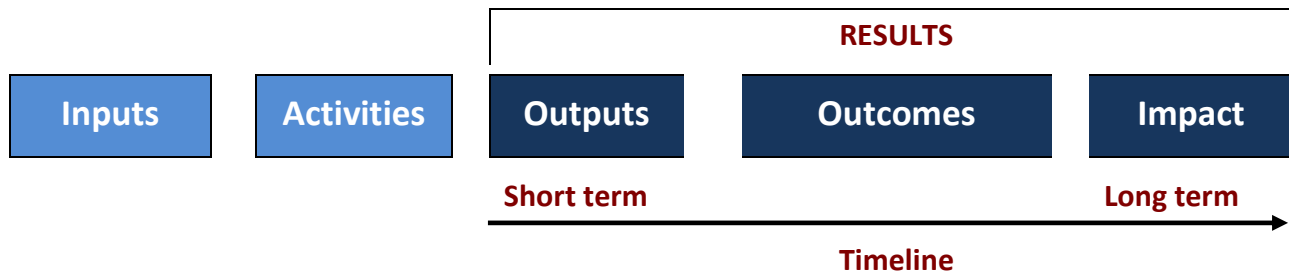 RESULTS
Inputs
Activities
Outputs
Outcomes
Impact
Short term
Long term
Timeline